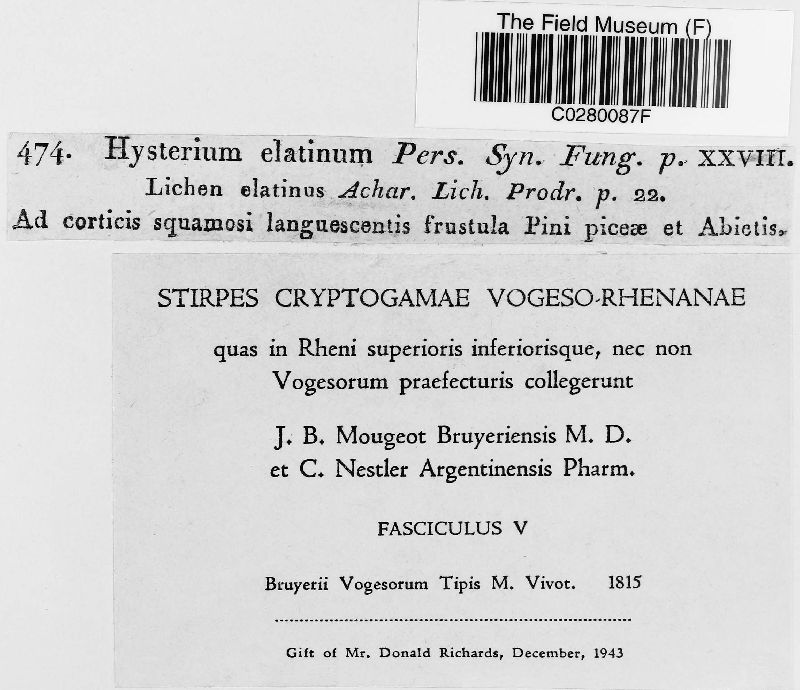 The Field Museum (F)
C0280087F
474. Hysterium elatinum Pers. Syn. Fung. p. XXVIII.
Lichen elatinus Achar. Lich. Prodr. p. 22.
Ad corticis squamosi languescentis frustula Pini piceæ et Abietis.
STIRPES CRYPTOGAMAE VOGESO-RHENANAE
quas in Rheni superioris inferiorisque, nec non
Vogesorum praefecturis collegerunt
J. B. Mougeot Bruyeriensis M. D.
et C. Nestler Argentinensis Pharm.
FASCICULUS V
Bruyerii Vogesorum Tipis M. Vivot. 1815
Gift of Mr. Donald Richards, December, 1943